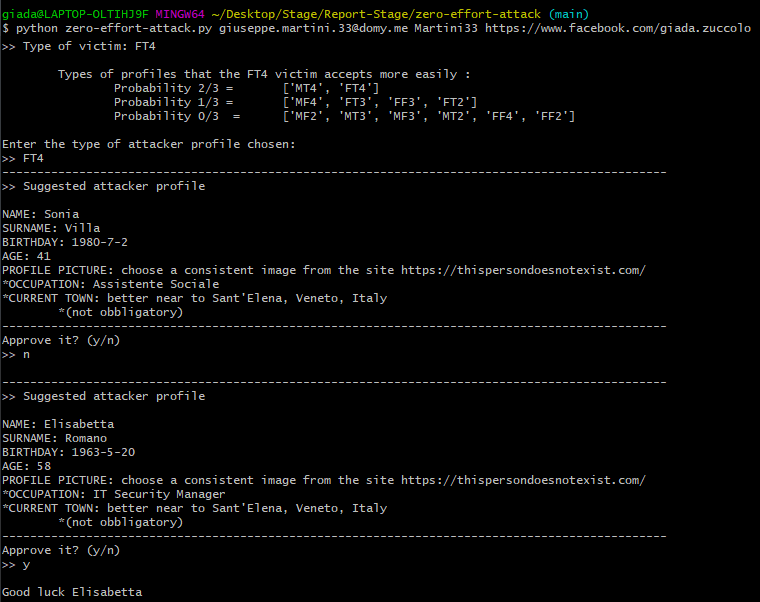 giada@LAPTOP-OLTIHJ9F MINGW64 ~/Desktop/Stage/Report-Stage/zero-effort-attack (main)
$ python zero-effort-attack.py giuseppe.martini.33@domy.me Martini33 https://www.facebook.com/giada.zuccolo
>> Type of victim: FT4
Types of profiles that the FT4 victim accepts more easily :
Probability 2/3 = ['MT4', 'FT4']
Probability 1/3 = ['MF4', 'FT3', 'FF3', 'FT2']
Probability 0/3 = ['MF2', 'MT3', 'MF3', 'MT2', 'FF4', 'FF2']
Enter the type of attacker profile chosen:
>> FT4
-----------------------------------------------------------------------------------------------
>> Suggested attacker profile
NAME: Sonia
SURNAME: Villa
BIRTHDAY: 1980-7-2
AGE: 41
PROFILE PICTURE: choose a consistent image from the site https://thispersondoesnotexist.com/
*OCCUPATION: Assistente Sociale
*CURRENT TOWN: better near to Sant'Elena, Veneto, Italy
*(not obbligatory)
-----------------------------------------------------------------------------------------------
Approve it? (y/n)
>> n
-----------------------------------------------------------------------------------------------
>> Suggested attacker profile
NAME: Elisabetta
SURNAME: Romano
BIRTHDAY: 1963-5-20
AGE: 58
PROFILE PICTURE: choose a consistent image from the site https://thispersondoesnotexist.com/
*OCCUPATION: IT Security Manager
*CURRENT TOWN: better near to Sant'Elena, Veneto, Italy
*(not obbligatory)
-----------------------------------------------------------------------------------------------
Approve it? (y/n)
>> y
Good luck Elisabetta